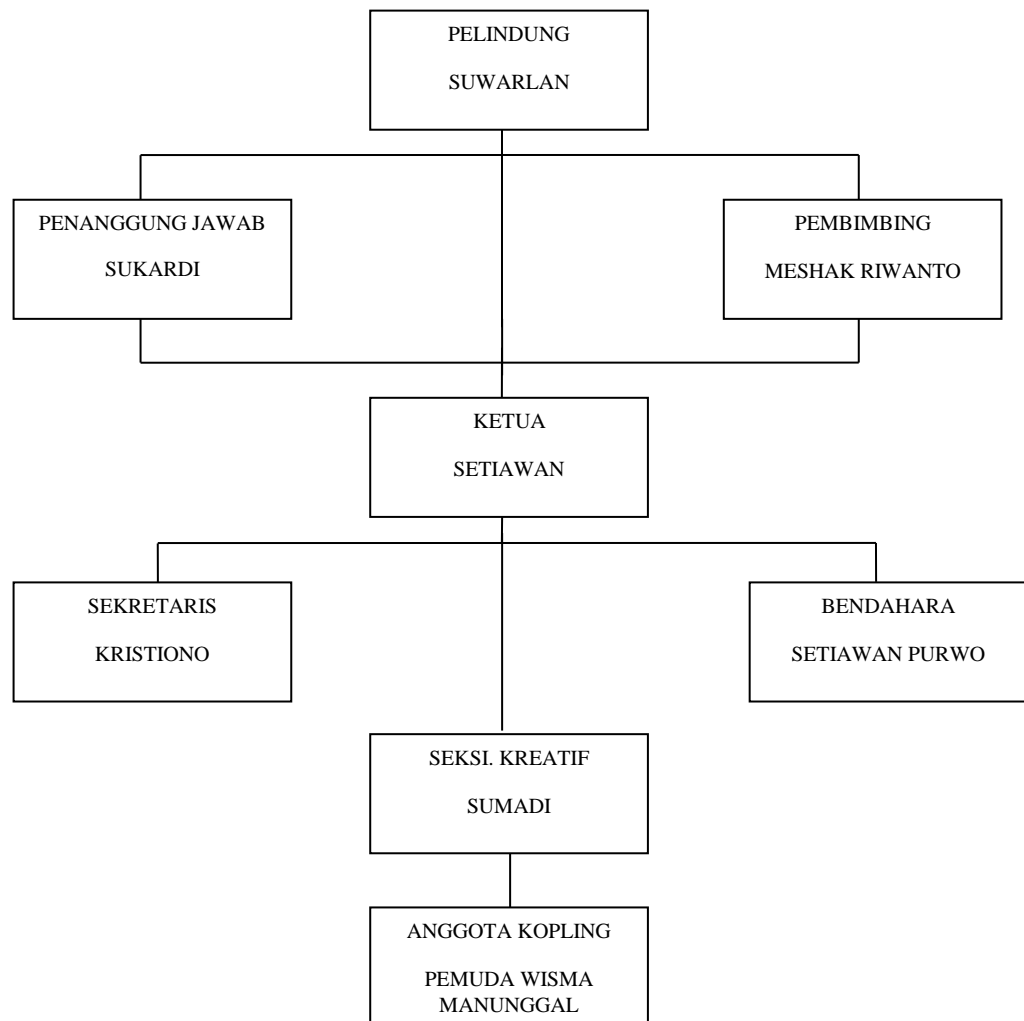 PELINDUNG
SUWARLAN
PENANGGUNG JAWAB
SUKARDI
PEMBIMBING
MESHAK RIWANTO
KETUA
SETIAWAN
SEKRETARIS
KRISTIONO
BENDAHARA
SETIAWAN PURWO
SEKSI. KREATIF
SUMADI
ANGGOTA KOPLING
PEMUDA WISMA
MANUNGGAL